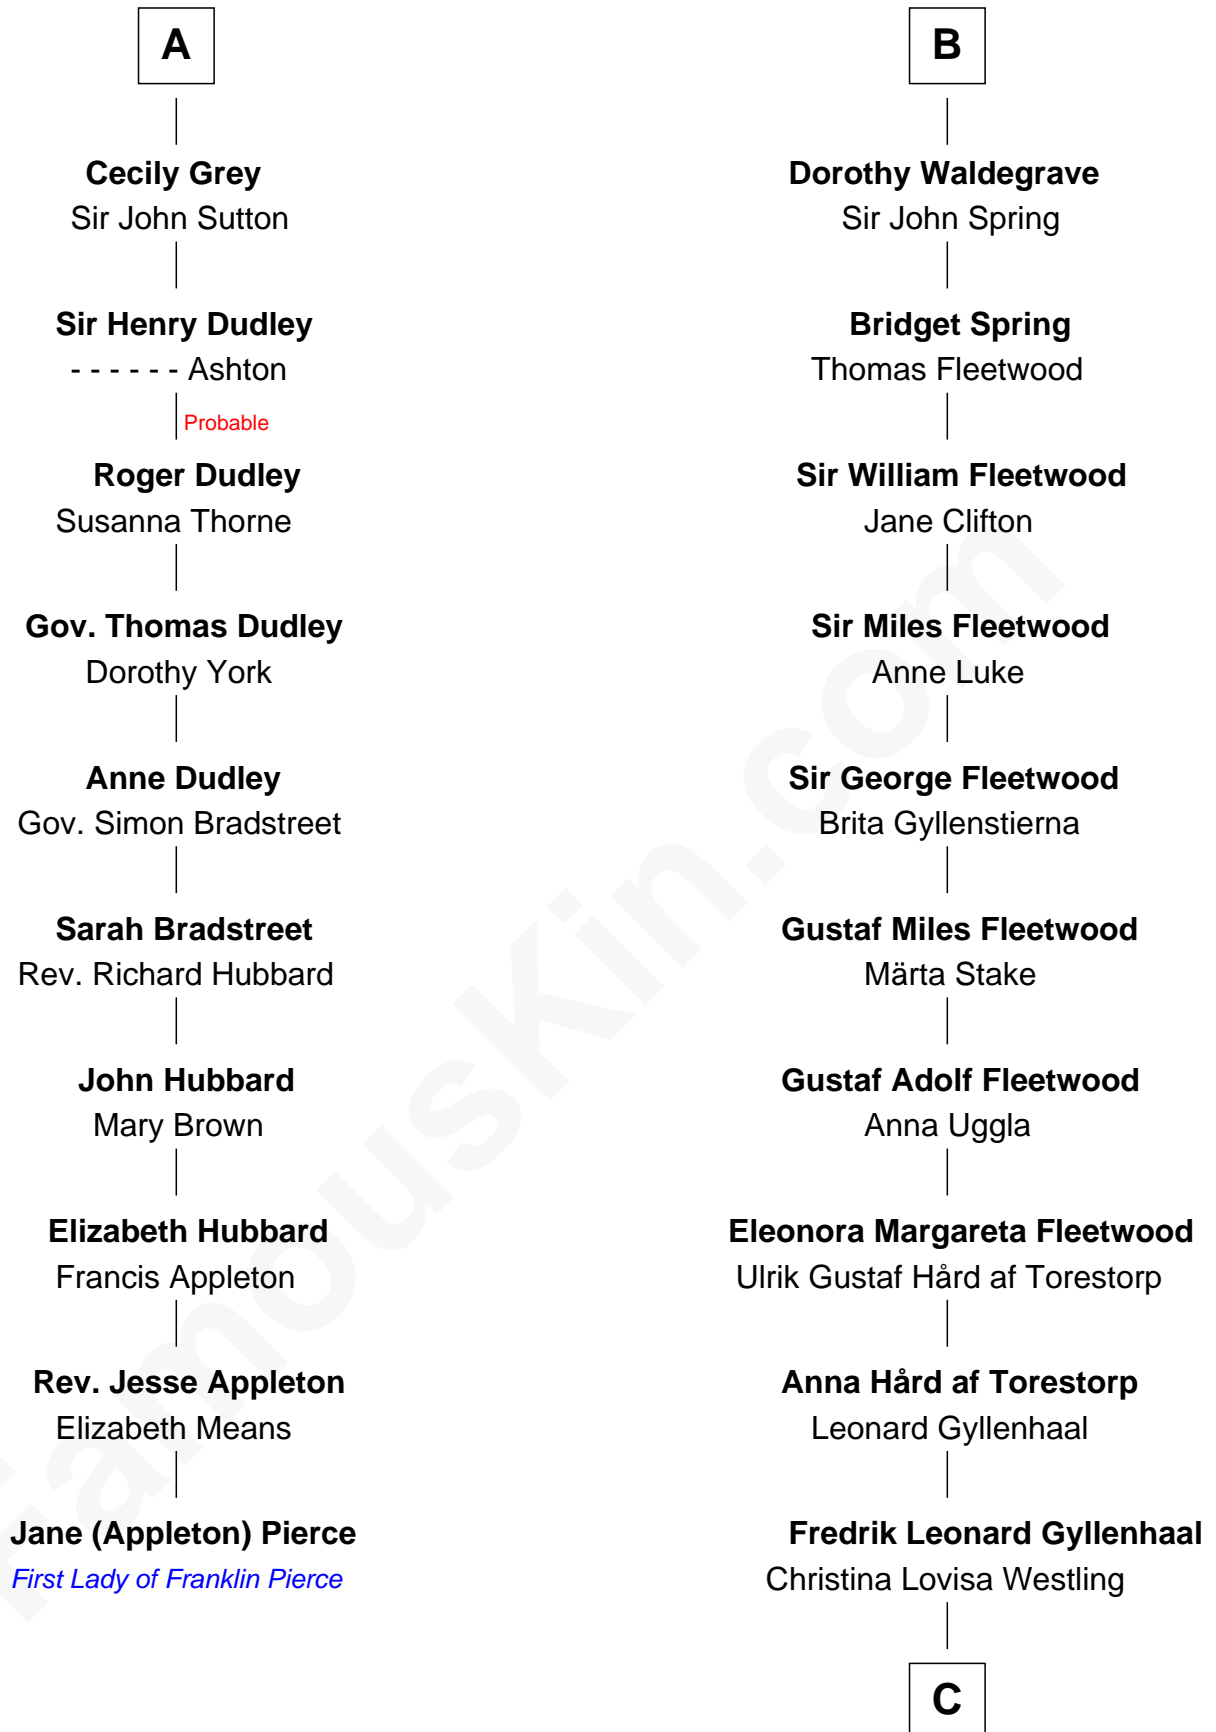 A
Cecily Grey
Sir John Sutton
Sir Henry Dudley
- - - - - - Ashton
Probable
Roger Dudley
Susanna Thorne
Gov. Thomas Dudley
Dorothy York
Anne Dudley
Gov. Simon Bradstreet
Sarah Bradstreet
Rev. Richard Hubbard
John Hubbard
Mary Brown
Elizabeth Hubbard
Francis Appleton
Rev. Jesse Appleton
Elizabeth Means
Jane (Appleton) Pierce
First Lady of Franklin Pierce
B
Dorothy Waldegrave
Sir John Spring
Bridget Spring
Thomas Fleetwood
Sir William Fleetwood
Jane Clifton
Sir Miles Fleetwood
Anne Luke
Sir George Fleetwood
Brita Gyllenstierna
Gustaf Miles Fleetwood
Märta Stake
Gustaf Adolf Fleetwood
Anna Uggla
Eleonora Margareta Fleetwood
Ulrik Gustaf Hård af Torestorp
Anna Hård af Torestorp
Leonard Gyllenhaal
Fredrik Leonard Gyllenhaal
Christina Lovisa Westling
C
FamousKin.com